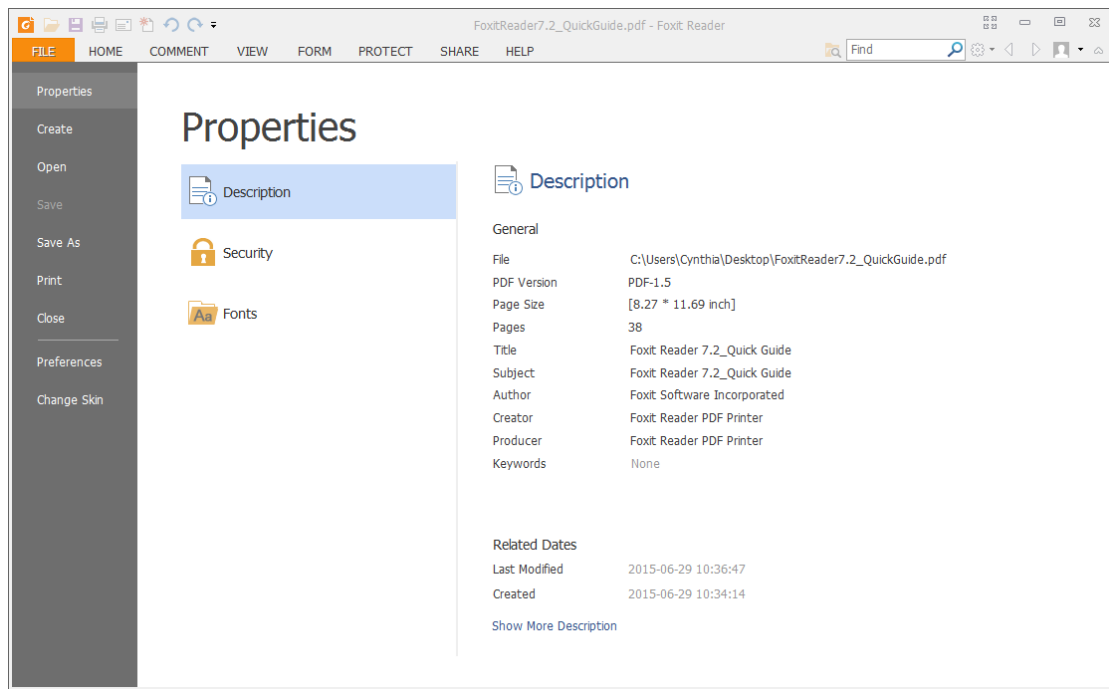 FoxitReader7.2_QuickGuide.pdf - Foxit Reader
FILE HOME COMMENT VIEW FORM PROTECT SHARE HELP Find
Properties
Create
Open
Save
Save As
Print
Close
Preferences
Change Skin
Properties
Description
Security
Aa Fonts
Description
General
File C:\Users\Cynthia\Desktop\FoxitReader7.2_QuickGuide.pdf
PDF Version PDF-1.5
Page Size [8.27 * 11.69 inch]
Pages 38
Title Foxit Reader 7.2_Quick Guide
Subject Foxit Reader 7.2_Quick Guide
Author Foxit Software Incorporated
Creator Foxit Reader PDF Printer
Producer Foxit Reader PDF Printer
Keywords None
Related Dates
Last Modified 2015-06-29 10:36:47
Created 2015-06-29 10:34:14
Show More Description